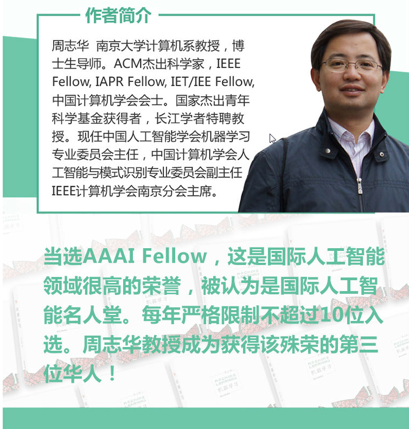 作者简介
周志华 南京大学计算机系教授，博
士生导师。ACM杰出科学家，IEEE
Fellow, IAPR Fellow, IET/IEE Fellow,
中国计算机学会会士。国家杰出青年
科学基金获得者，长江学者特聘教
授。现任中国人工智能学会机器学习
专业委员会主任，中国计算机学会人
工智能与模式识别专业委员会副主任，
IEEE计算机学会南京分会主席。
当选AAAI Fellow，这是国际人工智能
领域很高的荣誉，被认为是国际人工智
能名人堂。每年严格限制不超过10位入
选。周志华教授成为获得该殊荣的第三
位华人！